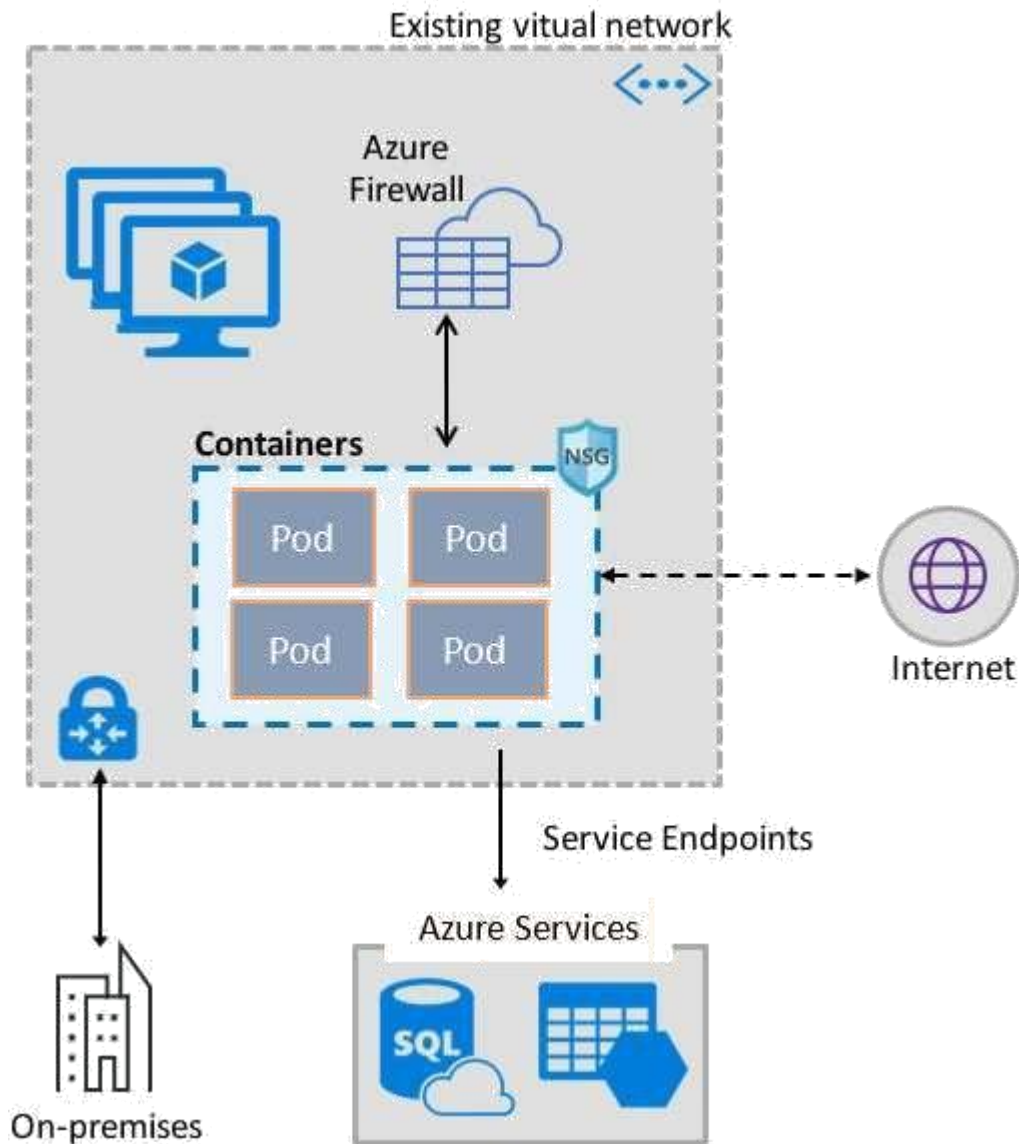 Existing vitual network
Azure
Firewall
Containers
NSG
Pod
Pod
Pod
Pod
Internet
Service Endpoints
Azure Services
SQL
On-premises